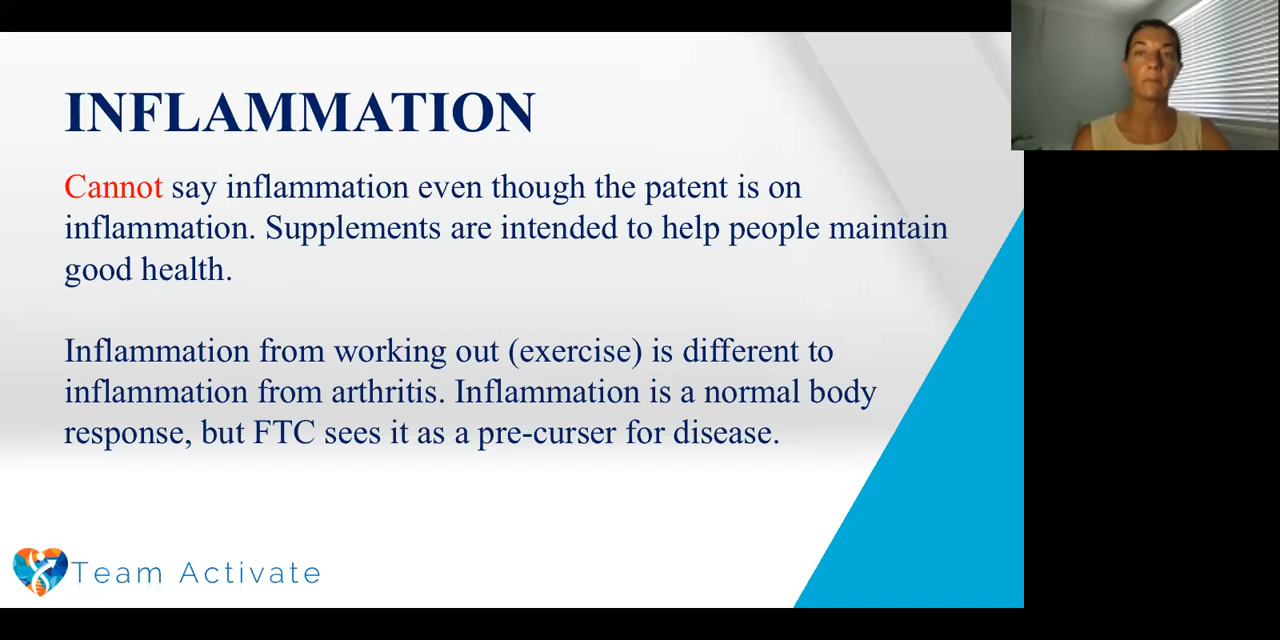 INFLAMMATION
Cannot say inflammation even though the patent is on
inflammation. Supplements are intended to help people maintain
good health.
Inflammation from working out (exercise) is different to
inflammation from arthritis. Inflammation is a normal body
response, but FTC sees it as a pre-curser for disease.
Team Activate